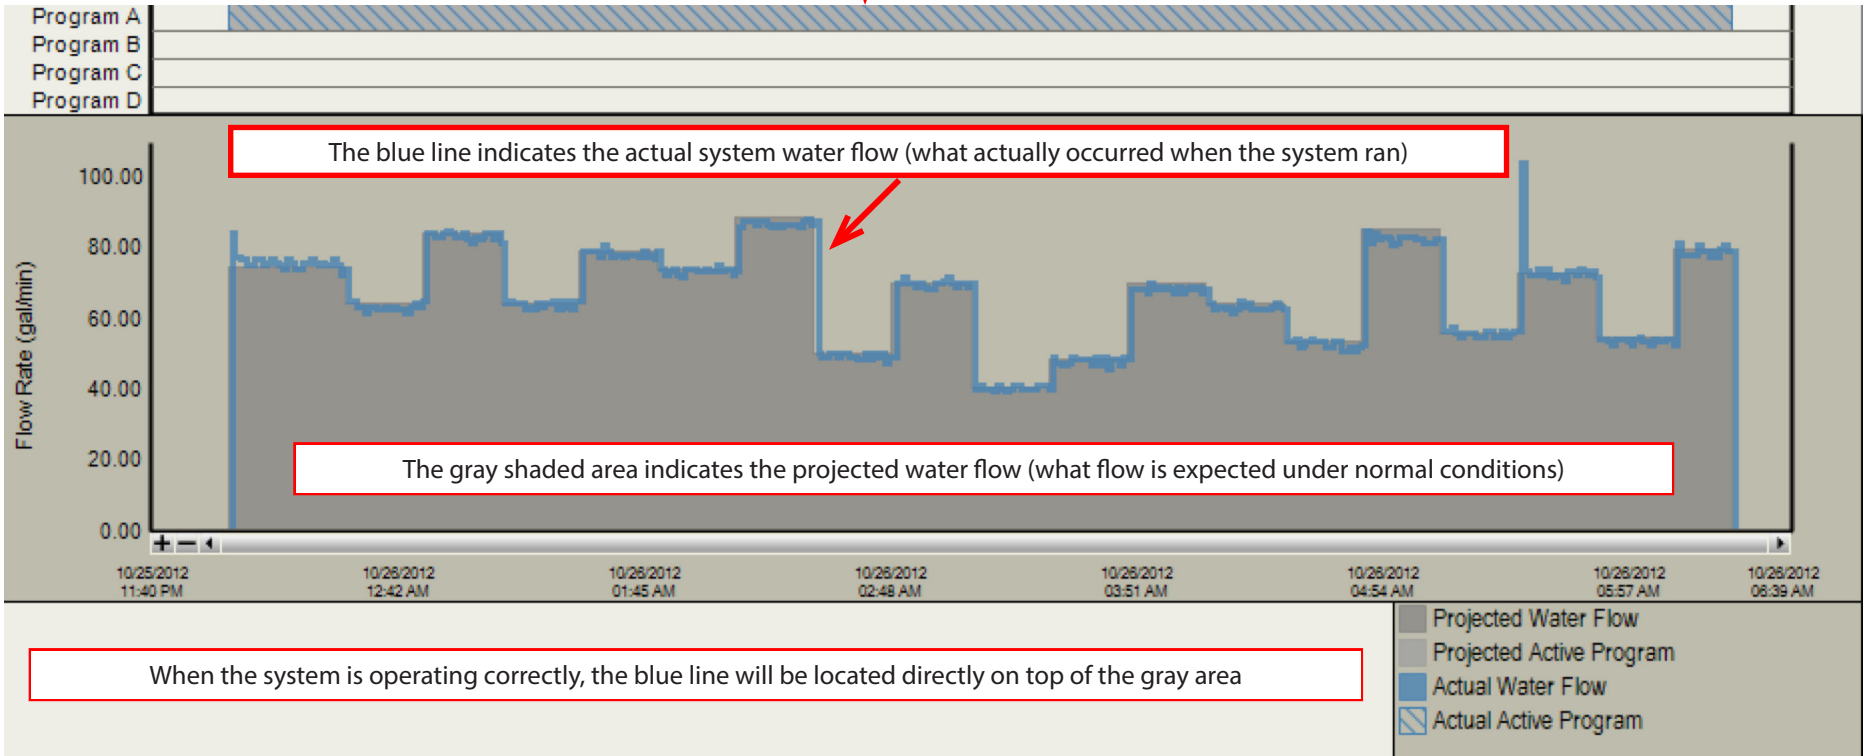 Program A
Program B
Program C
Program D
The blue line indicates the actual system water flow (what actually occurred when the system ran)
100.00
80.00
60.00
40.00
20.00
0.00
Flow Rate (gal/min)
The gray shaded area indicates the projected water flow (what flow is expected under normal conditions)
10/25/2012
11:40 PM
10/26/2012
12:42 AM
10/26/2012
01:45 AM
10/26/2012
02:48 AM
10/26/2012
03:51 AM
10/26/2012
04:54 AM
10/26/2012
05:57 AM
10/26/2012
06:39 AM
When the system is operating correctly, the blue line will be located directly on top of the gray area
Projected Water Flow
Projected Active Program
Actual Water Flow
Actual Active Program